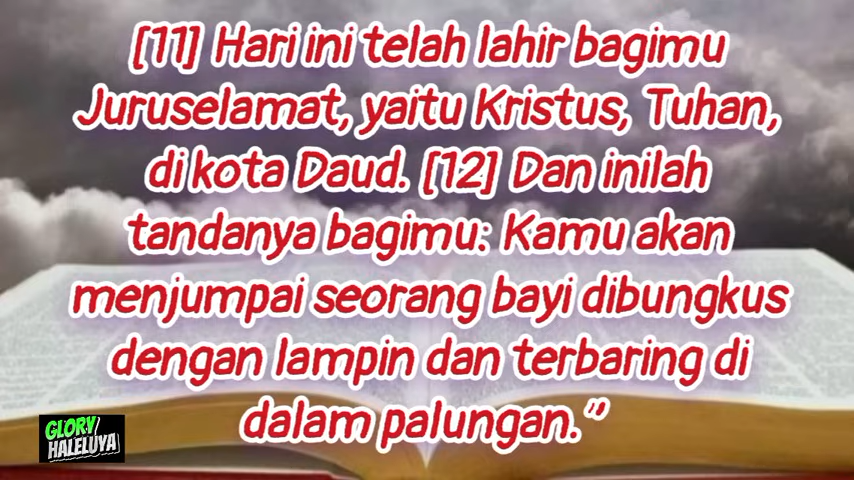 [11] Hari ini telah lahir bagimu
Juruselamat, yaitu Kristus, Tuhan,
di kota Daud. [12] Dan inilah
tandanya bagimu: Kamu akan
menjumpai seorang bayi dibungkus
dengan lampin dan terbaring di
dalam palungan.”
GLORY
HALELUYA